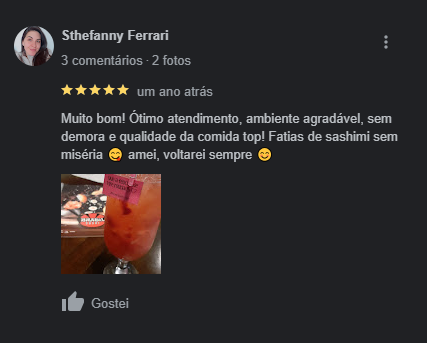 Sthefanny Ferrari
3 comentários · 2 fotos
um ano atrás
Muito bom! Ótimo atendimento, ambiente agradável, sem
demora e qualidade da comida top! Fatias de sashimi sem
miséria 😋 amei, voltarei sempre 😊
Gostei